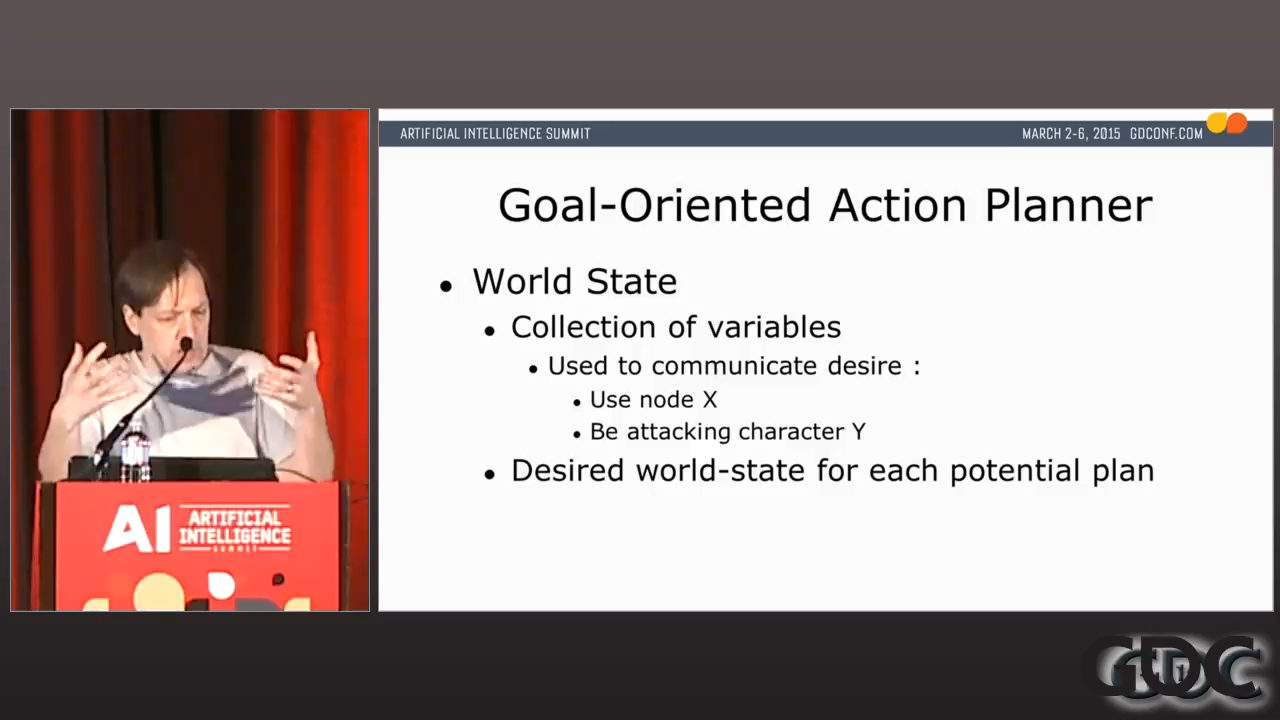 ARTIFICIAL INTELLIGENCE SUMMIT
MARCH 2-6, 2015 GDCONF.COM
Goal-Oriented Action Planner
• World State
• Collection of variables
• Used to communicate desire :
• Use node X
• Be attacking character Y
• Desired world-state for each potential plan
AI ARTIFICIAL
INTELLIGENCE
SUMMIT
GDC